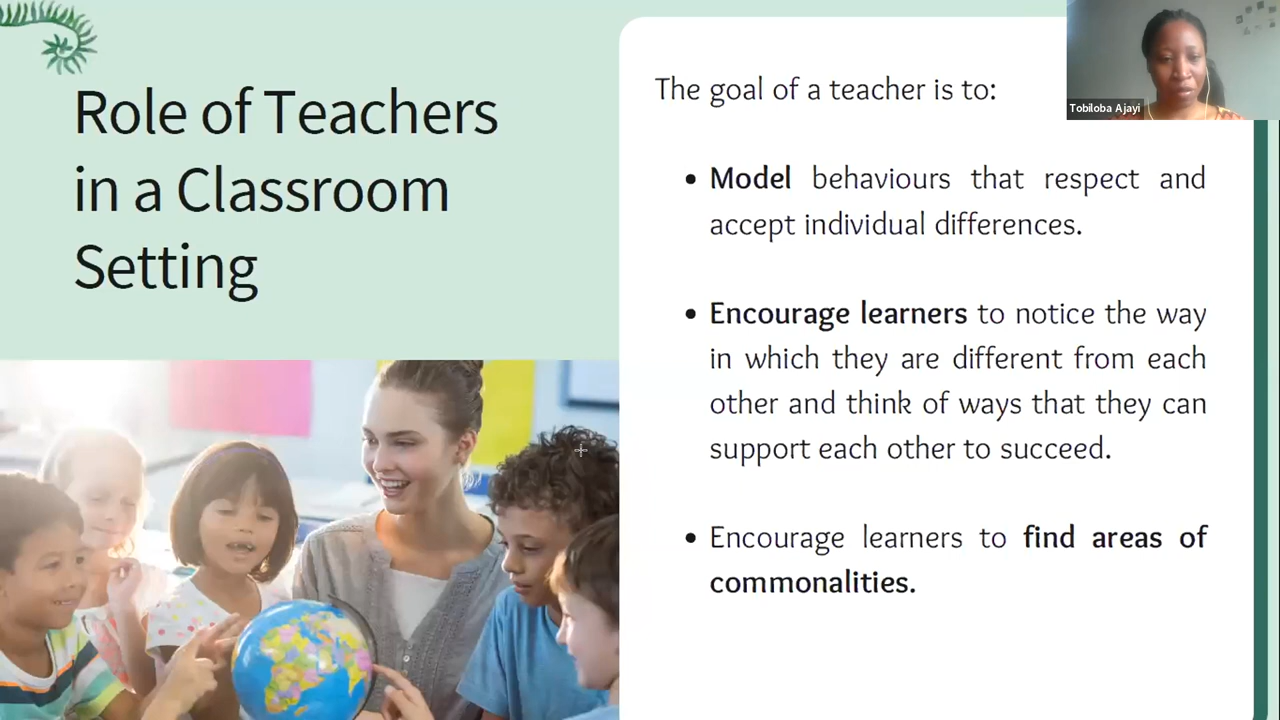 Role of Teachers
in a Classroom
Setting
The goal of a teacher is to:
Tobiloba Ajayi
• Model behaviours that respect and
accept individual differences.
• Encourage learners to notice the way
in which they are different from each
other and think of ways that they can
support each other to succeed.
• Encourage learners to find areas of
commonalities.